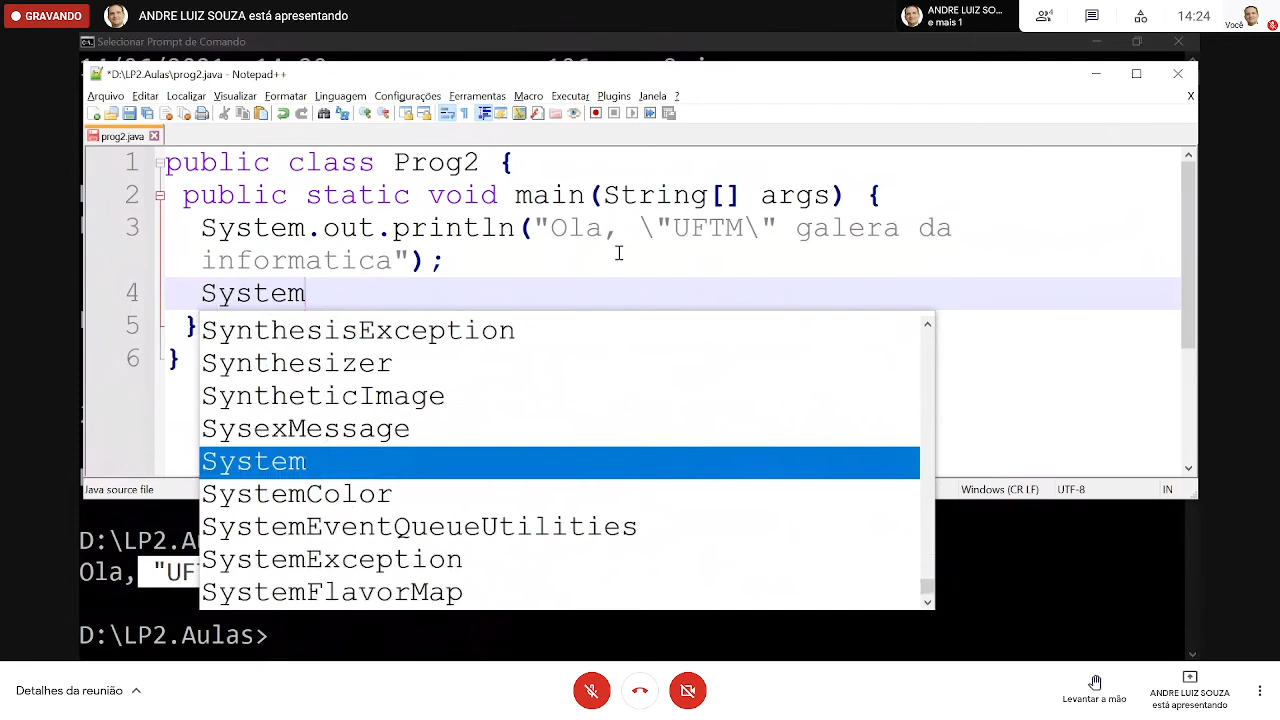 GRAVANDO
ANDRE LUIZ SOUZA está apresentando
ANDRE LUIZ SO...
e mais 1
4
14:24
Você
Selecionar Prompt de Comando
*D:\LP2.Aulas\prog2.java - Notepad++
Arquivo Editar Localizar Visualizar Formatar Linguagem Configurações Ferramentas Macro Executar Plugins Janela ? X
prog2.java
1 public class Prog2 {
2 public static void main(String[] args) {
3 System.out.println("Ola, \"UFTM\" galera da
informatica");
4 System
5 }
6 }
SynthesisException
Synthesizer
SyntheticImage
SysexMessage
System
SystemColor
SystemEventQueueUtilities
SystemException
SystemFlavorMap
Java source file Windows (CR LF) UTF-8 IN
Ola,
D:\LP2.Aulas>
Detalhes da reunião
Levantar a mão
ANDRE LUIZ SOUZA
está apresentando